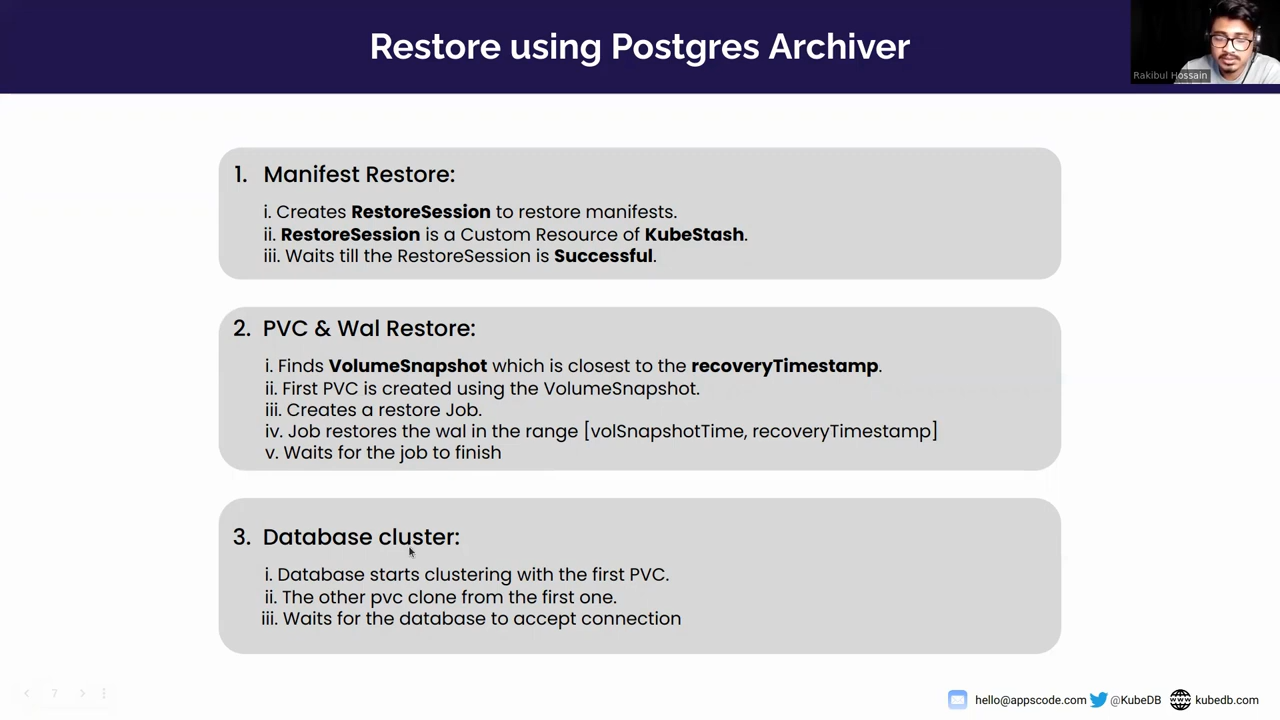 Restore using Postgres Archiver
Rakibul Hossain
1. Manifest Restore:
i. Creates RestoreSession to restore manifests.
ii. RestoreSession is a Custom Resource of KubeStash.
iii. Waits till the RestoreSession is Successful.
2. PVC & Wal Restore:
i. Finds VolumeSnapshot which is closest to the recoveryTimestamp.
ii. First PVC is created using the VolumeSnapshot.
iii. Creates a restore Job.
iv. Job restores the wal in the range [volSnapshotTime, recoveryTimestamp]
v. Waits for the job to finish
3. Database cluster:
i. Database starts clustering with the first PVC.
ii. The other pvc clone from the first one.
iii. Waits for the database to accept connection
7
hello@appscode.com @KubeDB kubedb.com